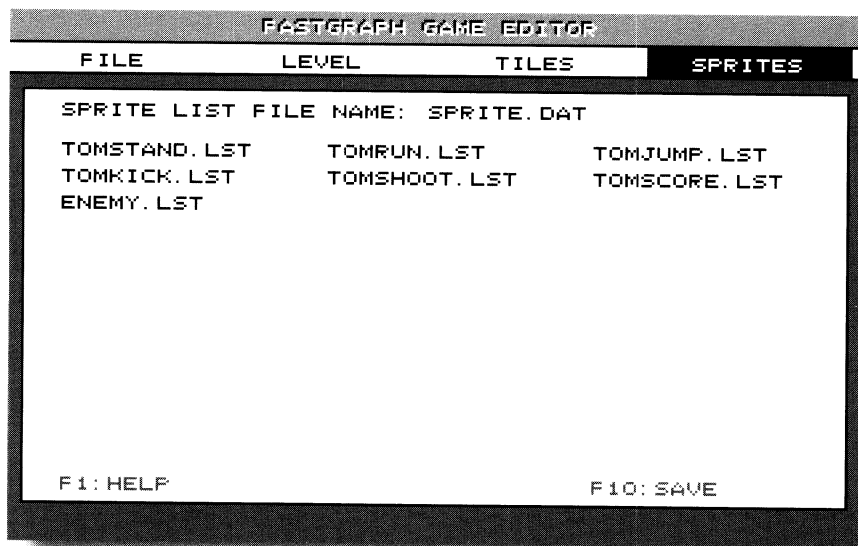 FASTGRAPH GAME EDITOR
FILE LEVEL TILES SPRITES
SPRITE LIST FILE NAME: SPRITE.DAT
TOMSTAND.LST TOMRUN.LST TOMJUMP.LST
TOMKICK.LST TOMSHOOT.LST TOMSCORE.LST
ENEMY.LST
F1:HELP F10:SAVE